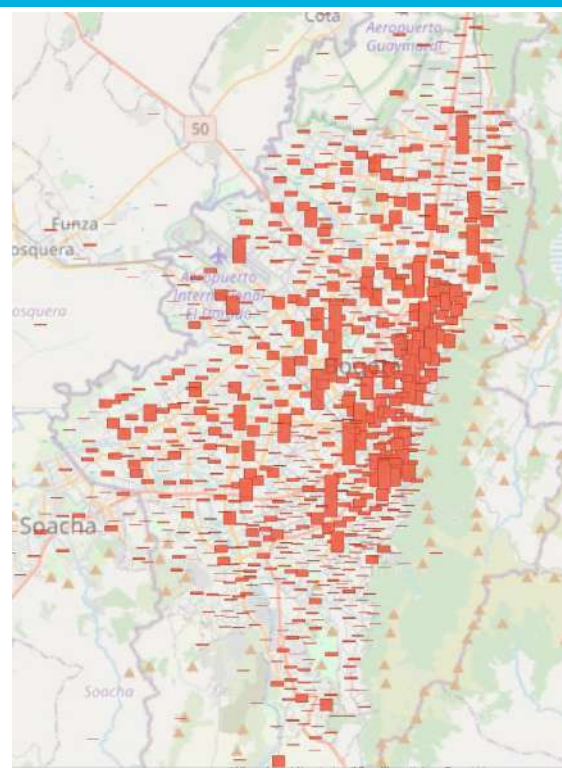 Cota
Aeropuerto
Guaymaral
50
Funza
osquera
Aeropuerto
Internacional
El Dorado
osquera
Bogotá
Soacha
Soacha